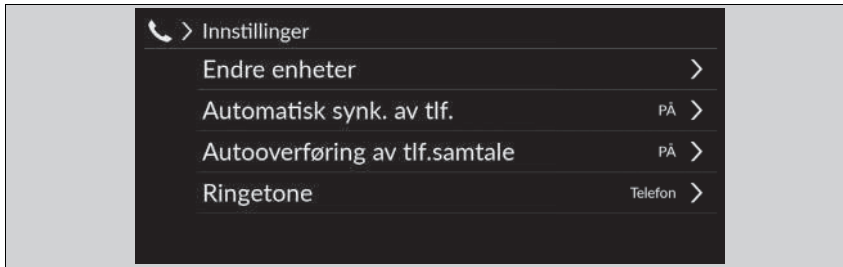 Innstillinger
Endre enheter
Automatisk synk. av tlf.
PÅ
Autooverføring av tlf.samtale
PÅ
Ringetone
Telefon